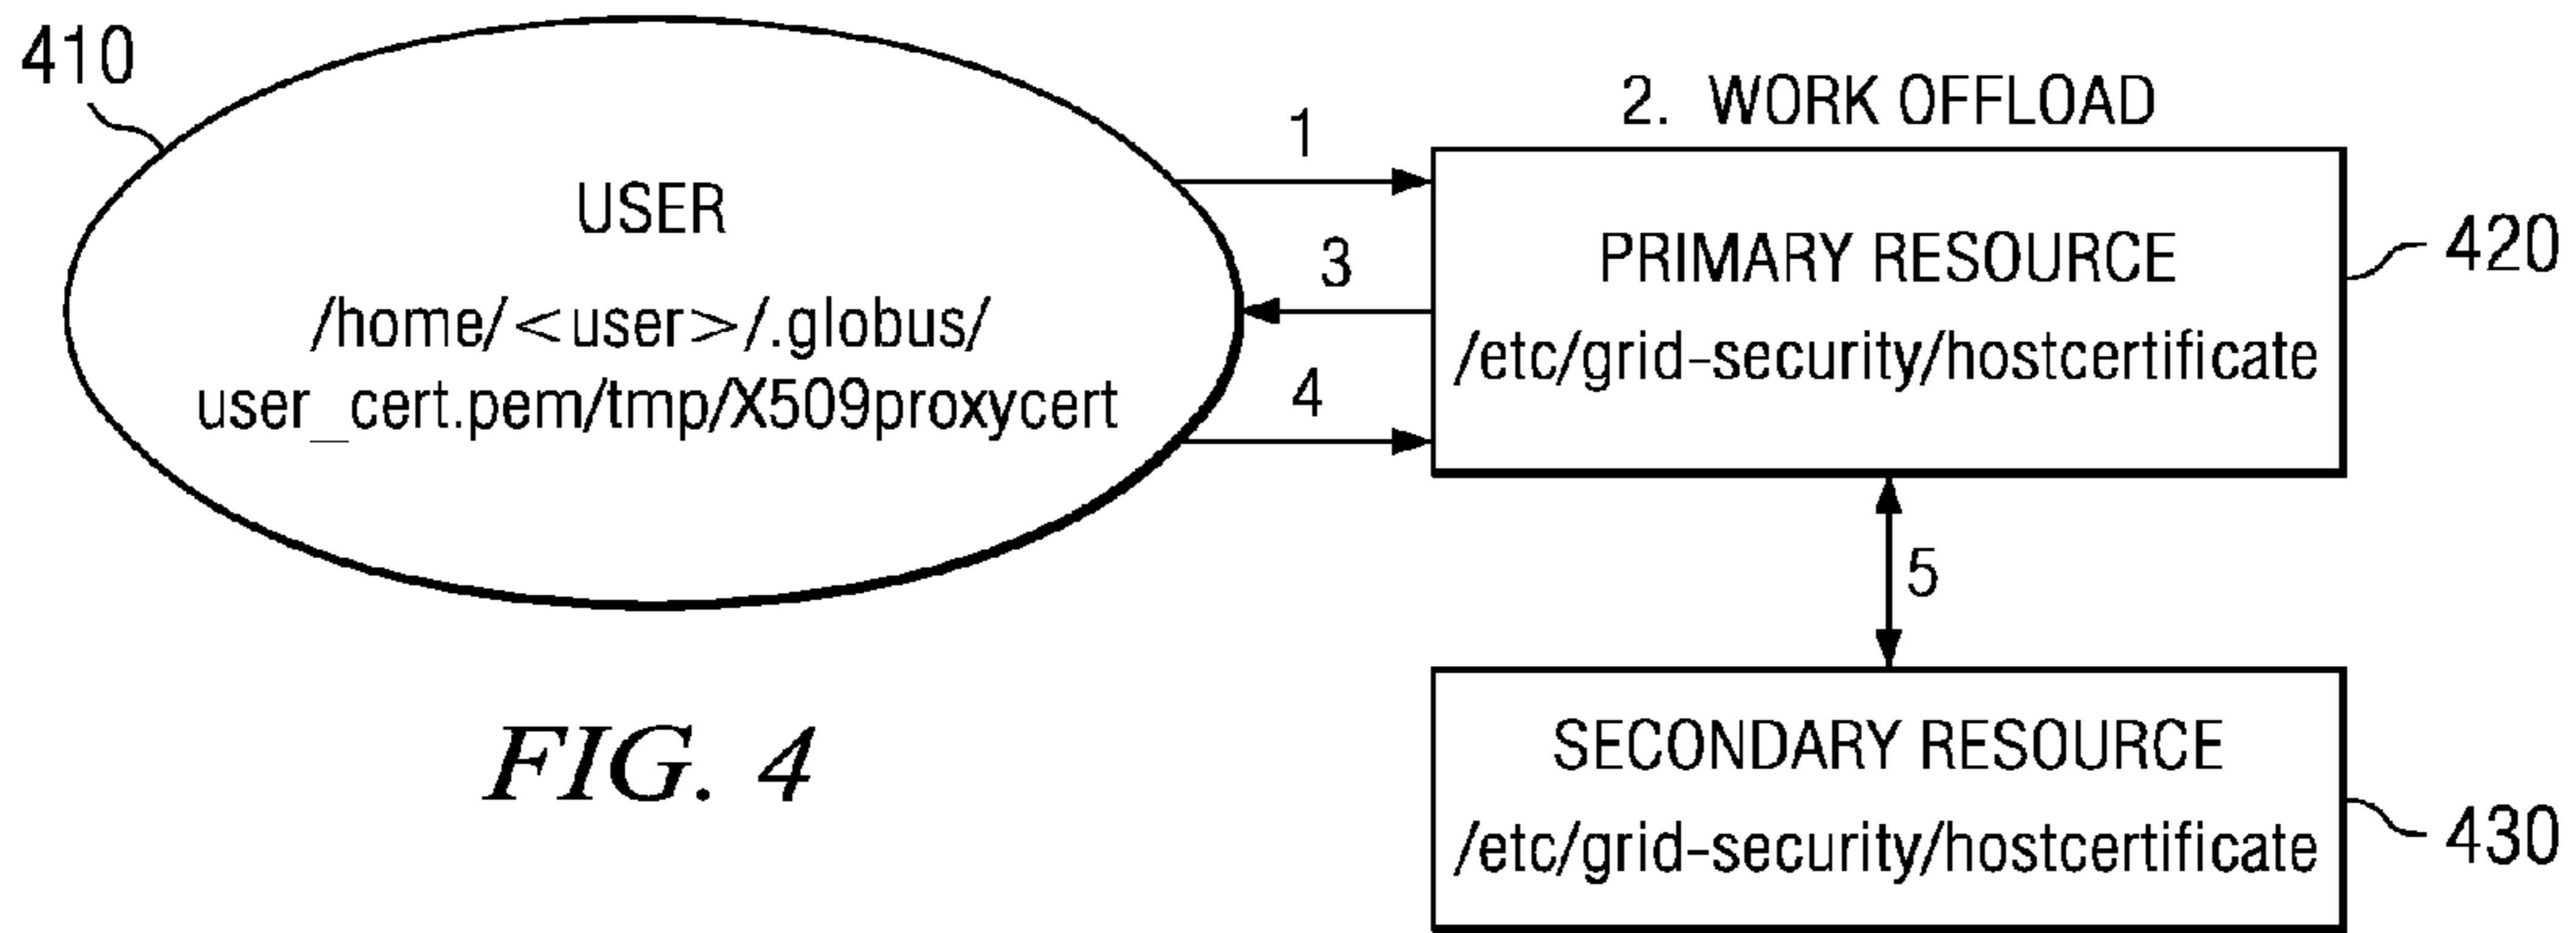 410
USER
/home/<user>/.globus/
user_cert.pem/tmp/X509proxycert
1
3
4
2. WORK OFFLOAD
PRIMARY RESOURCE
/etc/grid-security/hostcertificate
420
5
SECONDARY RESOURCE
/etc/grid-security/hostcertificate
430
FIG. 4